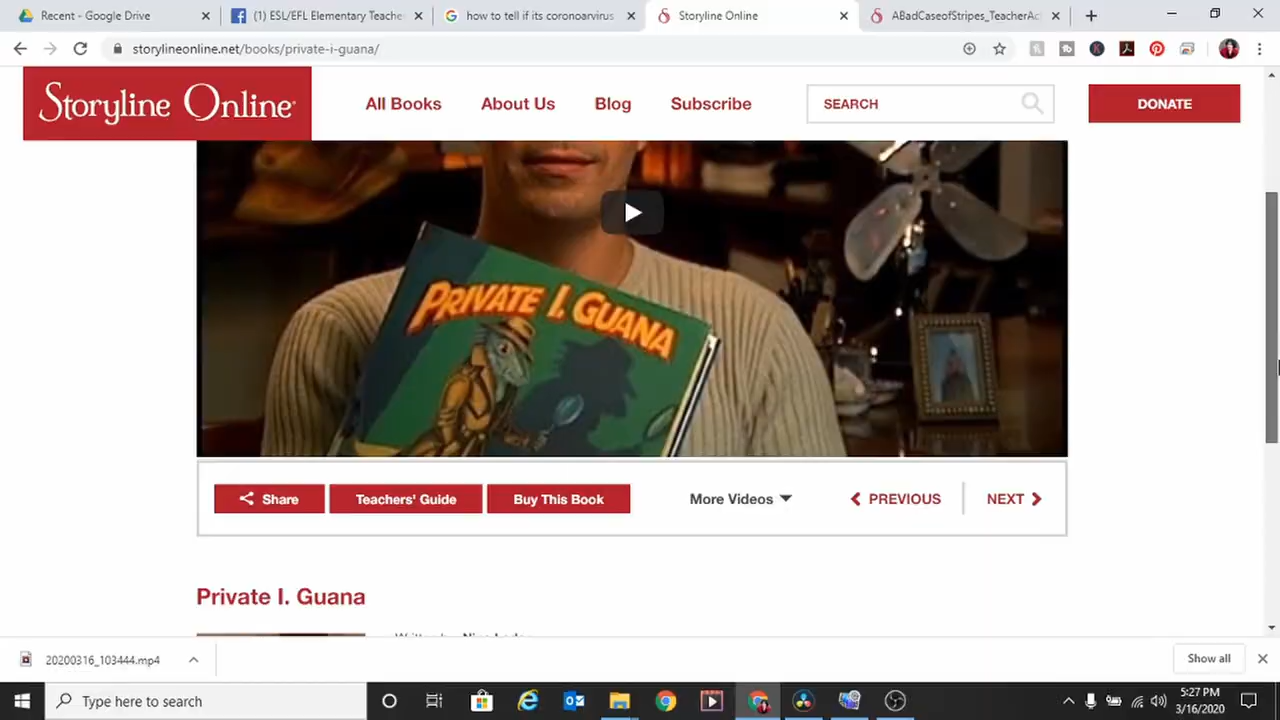 Recent - Google Drive
(1) ESL/EFL Elementary Teache
how to tell if its coronoarvirus
Storyline Online
ABadCaseofStripes_TeacherAct
storylineonline.net/books/private-i-guana/
Storyline Online
All Books
About Us
Blog
Subscribe
SEARCH
DONATE
PRIVATE I. GUANA
Share
Teachers' Guide
Buy This Book
More Videos
PREVIOUS
NEXT
Private I. Guana
20200316_103444.mp4
Show all
Type here to search
5:27 PM
3/16/2020